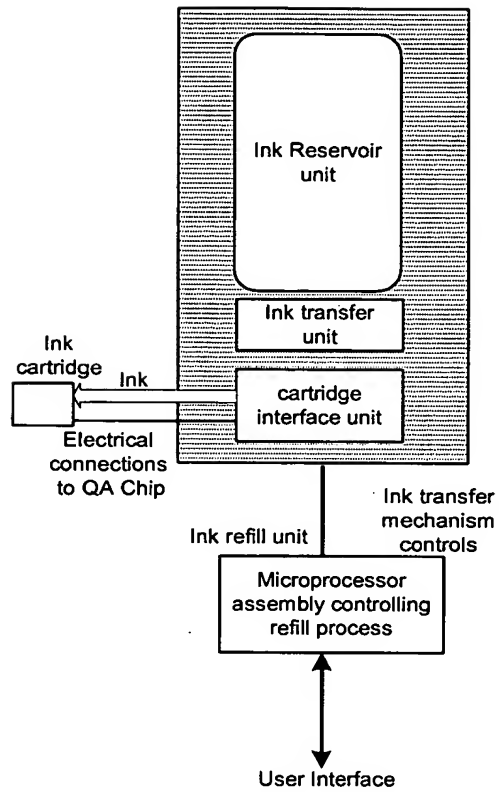 Ink Reservoir
unit
Ink transfer
unit
Ink
cartridge
Ink
cartridge
interface unit
Electrical
connections
to QA Chip
Ink transfer
mechanism
controls
Ink refill unit
Microprocessor
assembly controlling
refill process
User Interface